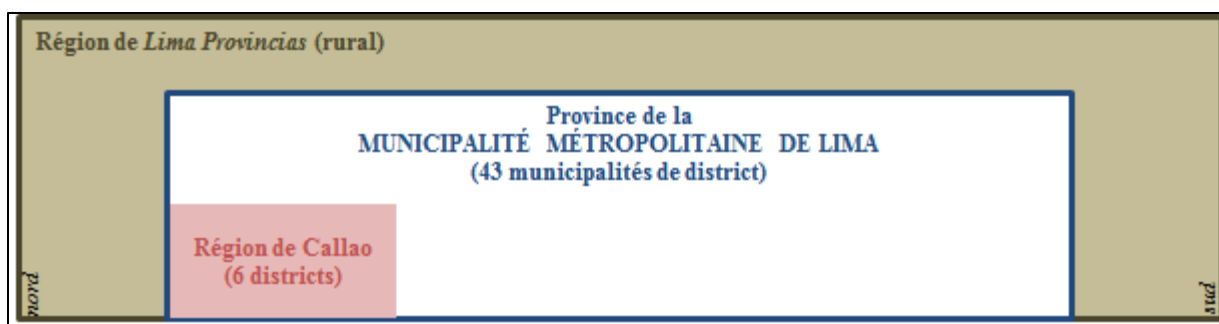 Région de Lima Provincias (rural)
Province de la
MUNICIPALITÉ MÉTROPOLITAINE DE LIMA
(43 municipalités de district)
Région de Callao
(6 districts)
nord
sud